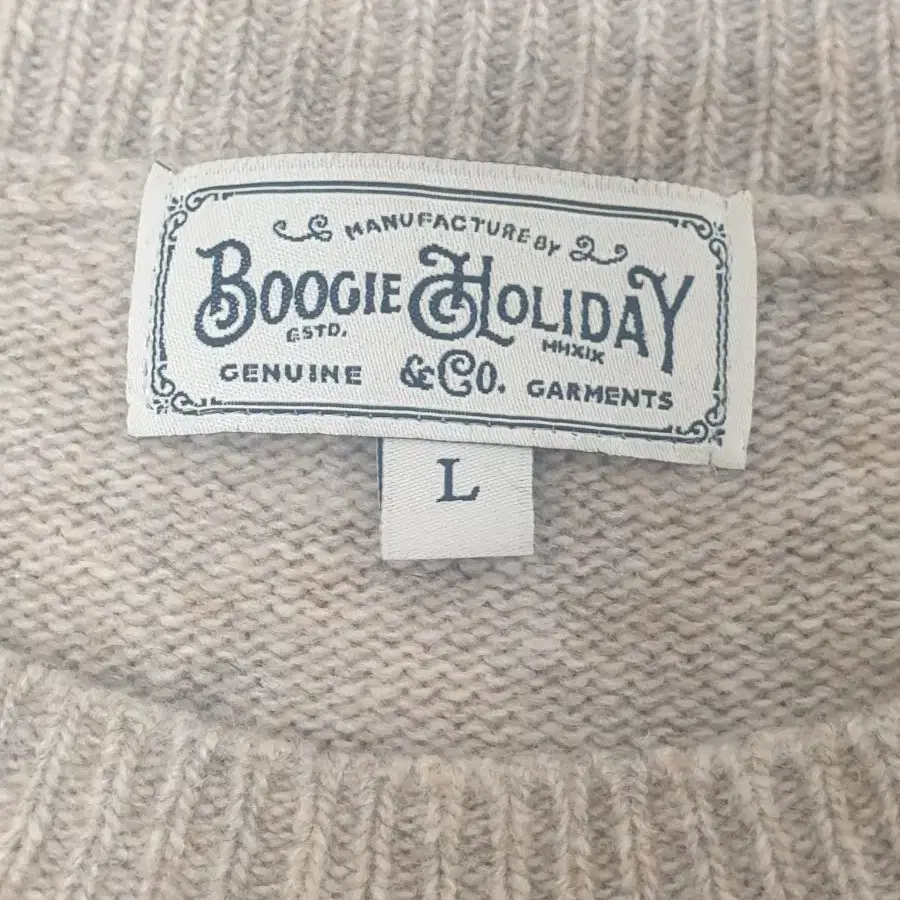 MANUFACTURE BY
BOOGIE HOLIDAY
ESTD. MMXIX
GENUINE & CO. GARMENTS
L